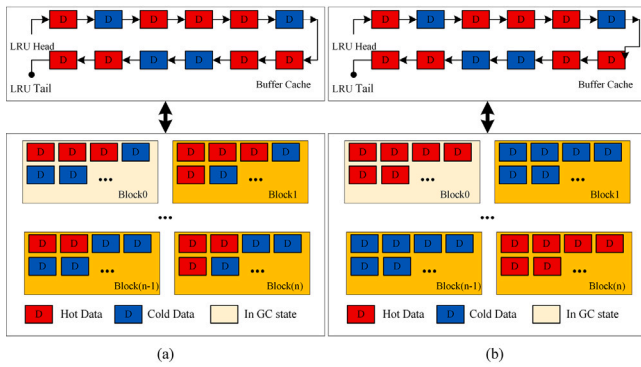 D D D D D D
LRU Head
D D D D D D
LRU Tail
Buffer Cache
D D D D
D D ...
Block0
D D D D
D D ...
Block1
...
D D D D
D D ...
Block(n-1)
D D D D
D D ...
Block(n)
D Hot Data D Cold Data In GC state
(a)
D D D D D D
LRU Head
D D D D D D
LRU Tail
Buffer Cache
D D D D
D D ...
Block0
D D D D
D D ...
Block1
...
D D D D
D D ...
Block(n-1)
D D D D
D D ...
Block(n)
D Hot Data D Cold Data In GC state
(b)